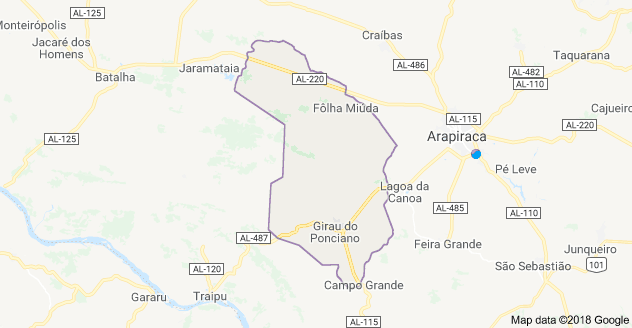 Monteirópolis
AL-125
Jacaré dos
Homens
Batalha
Jaramataia
Craíbas
AL-486
AL-220
Fôlha Miúda
Taquarana
AL-482
AL-110
AL-115
Cajueiro
AL-220
Arapiraca
AL-125
Pé Leve
Lagoa da
Canoa
AL-485
AL-110
Girau do
Ponciano
AL-487
Feira Grande
Junqueiro
AL-120
São Sebastião
101
Campo Grande
Gararu
Traipu
AL-115
Map data ©2018 Google